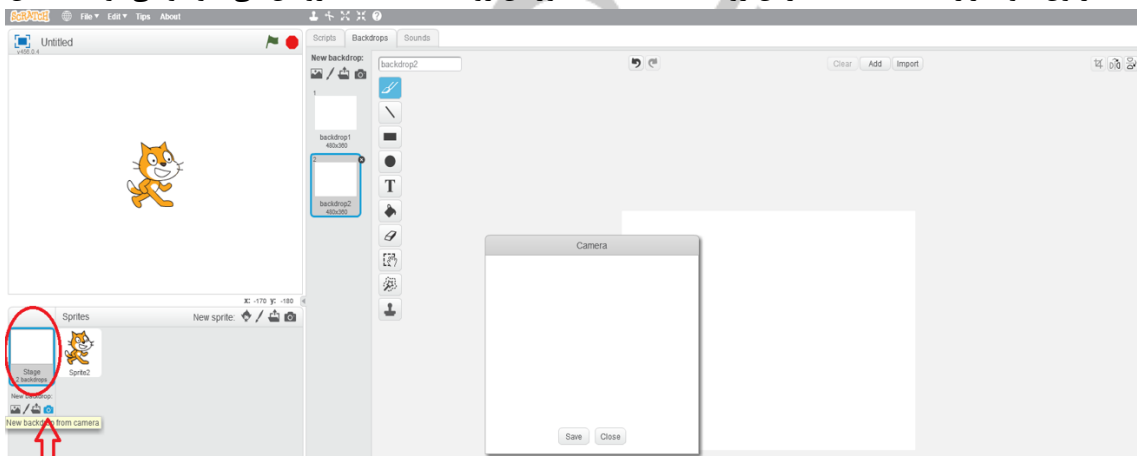 SCRATCH File Edit Tips About
Untitled
v456.0.4
Scripts Backdrops Sounds
New backdrop:
backdrop2
Clear Add Import
1
backdrop1
480x360
2
backdrop2
480x360
T
Camera
Save Close
x: -170 y: -180
Sprites New sprite:
Stage
2 backdrops
Sprite2
New backdrop:
New backdrop from camera